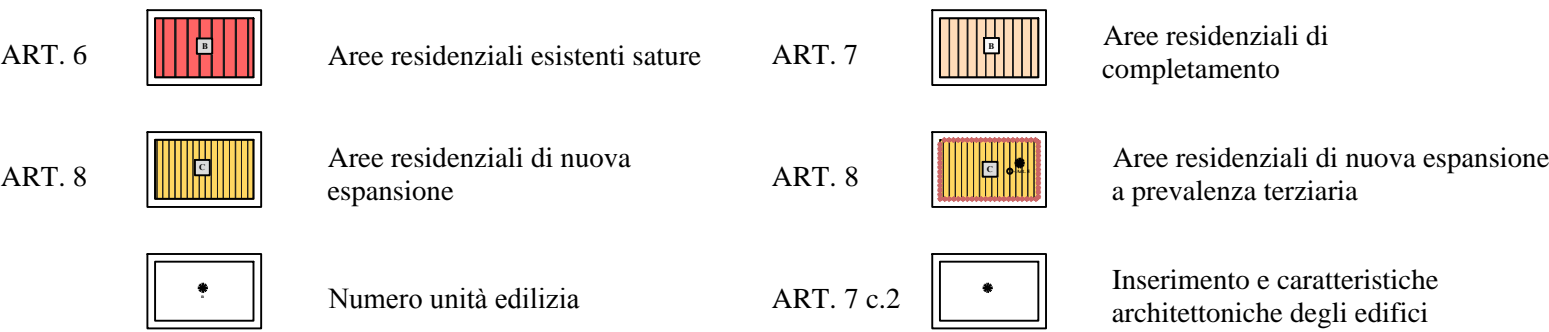 ART. 6
B
Aree residenziali esistenti sature
ART. 7
B
Aree residenziali di
completamento
ART. 8
C
Aree residenziali di nuova
espansione
ART. 8
C
Aree residenziali di nuova espansione
a prevalenza terziaria
Numero unità edilizia
ART. 7 c.2
Inserimento e caratteristiche
architettoniche degli edifici